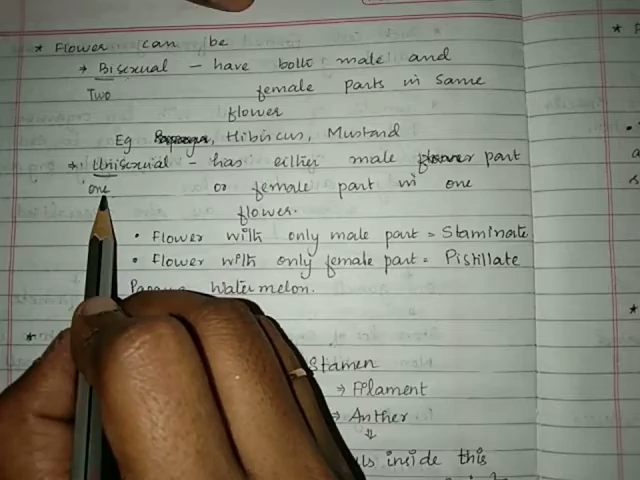 * Flower can be
→ Bisexual - have both male and
Two female parts in same
flower
Eg Hibiscus, Mustard
→ Unisexual - has either male part
one or female part in one
flower.
• Flower with only male part = Staminate
• Flower with only female part = Pistillate
Papaya Watermelon.
*
Stamen
→ Filament
→ Anther
⇓
inside this